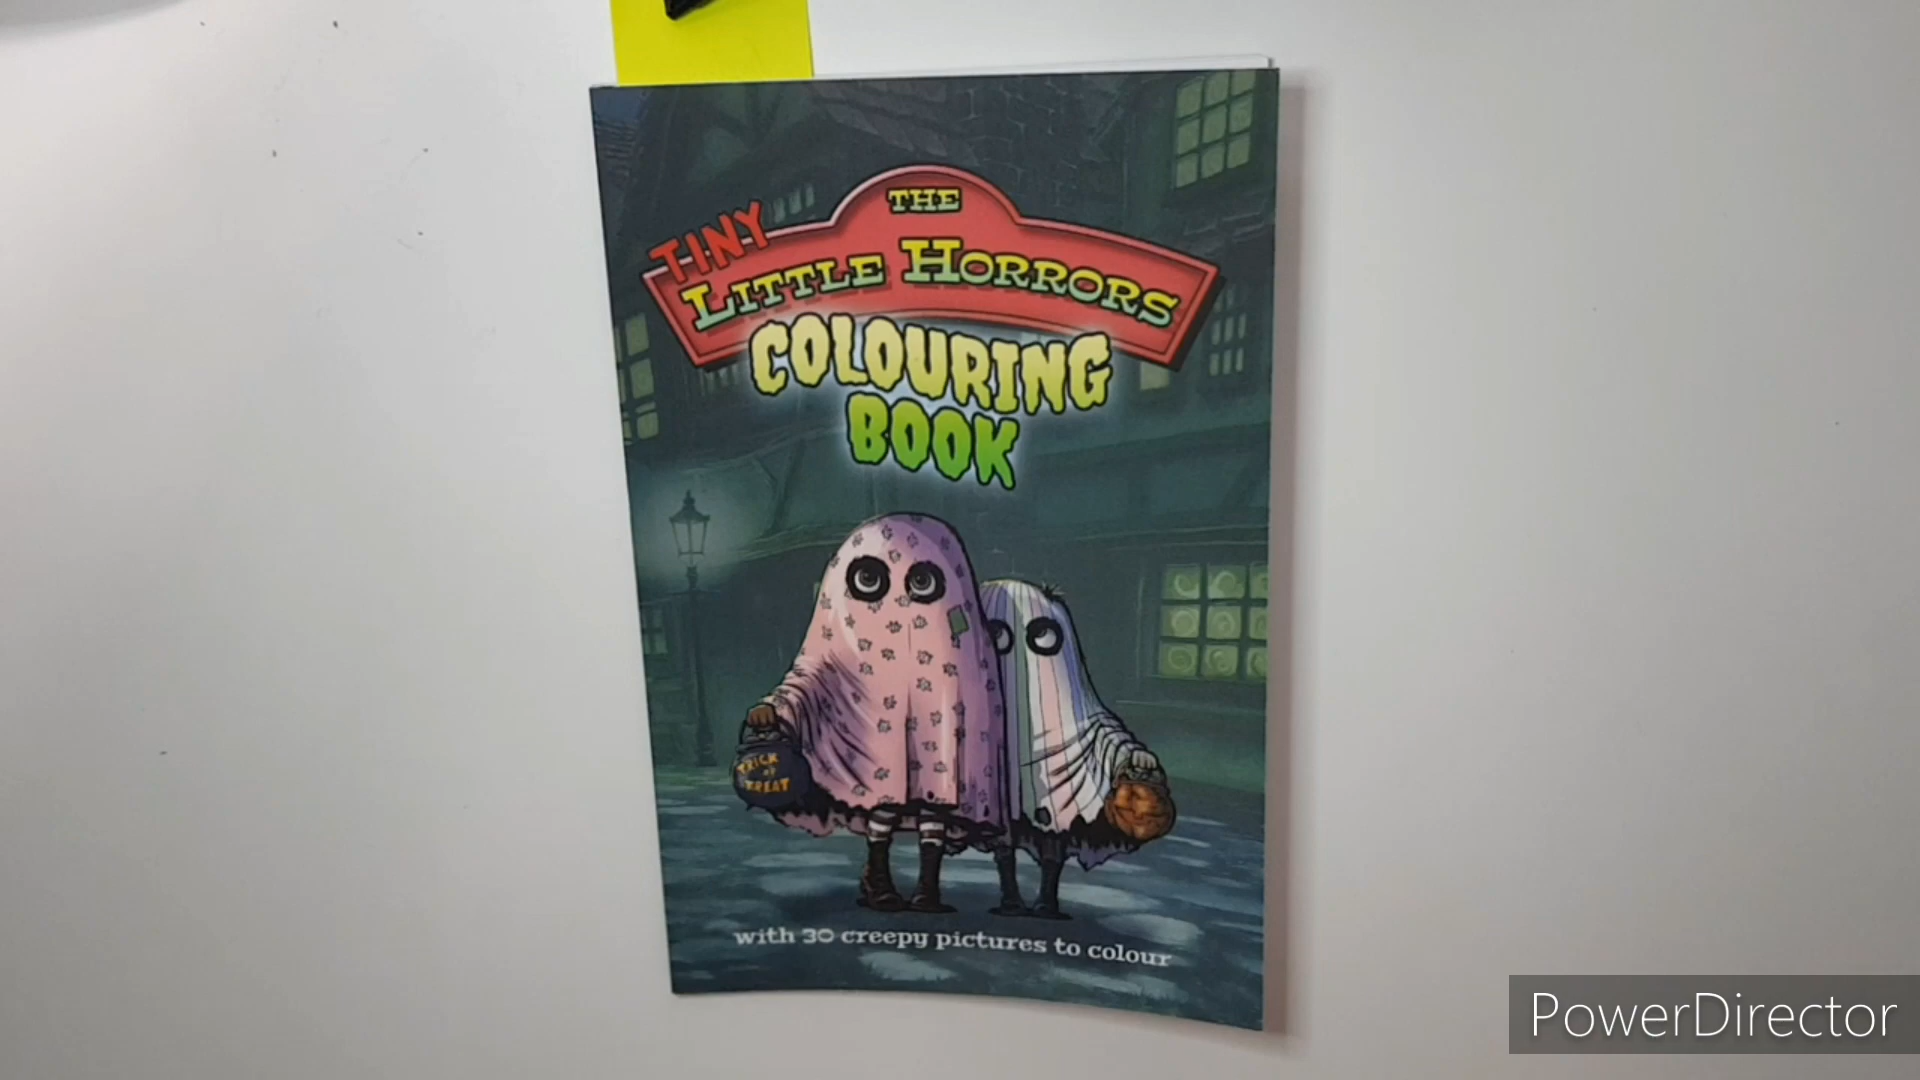 THE
TINY
LITTLE HORRORS
COLOURING
BOOK
TRICK
or
TREAT
with 30 creepy pictures to colour
PowerDirector